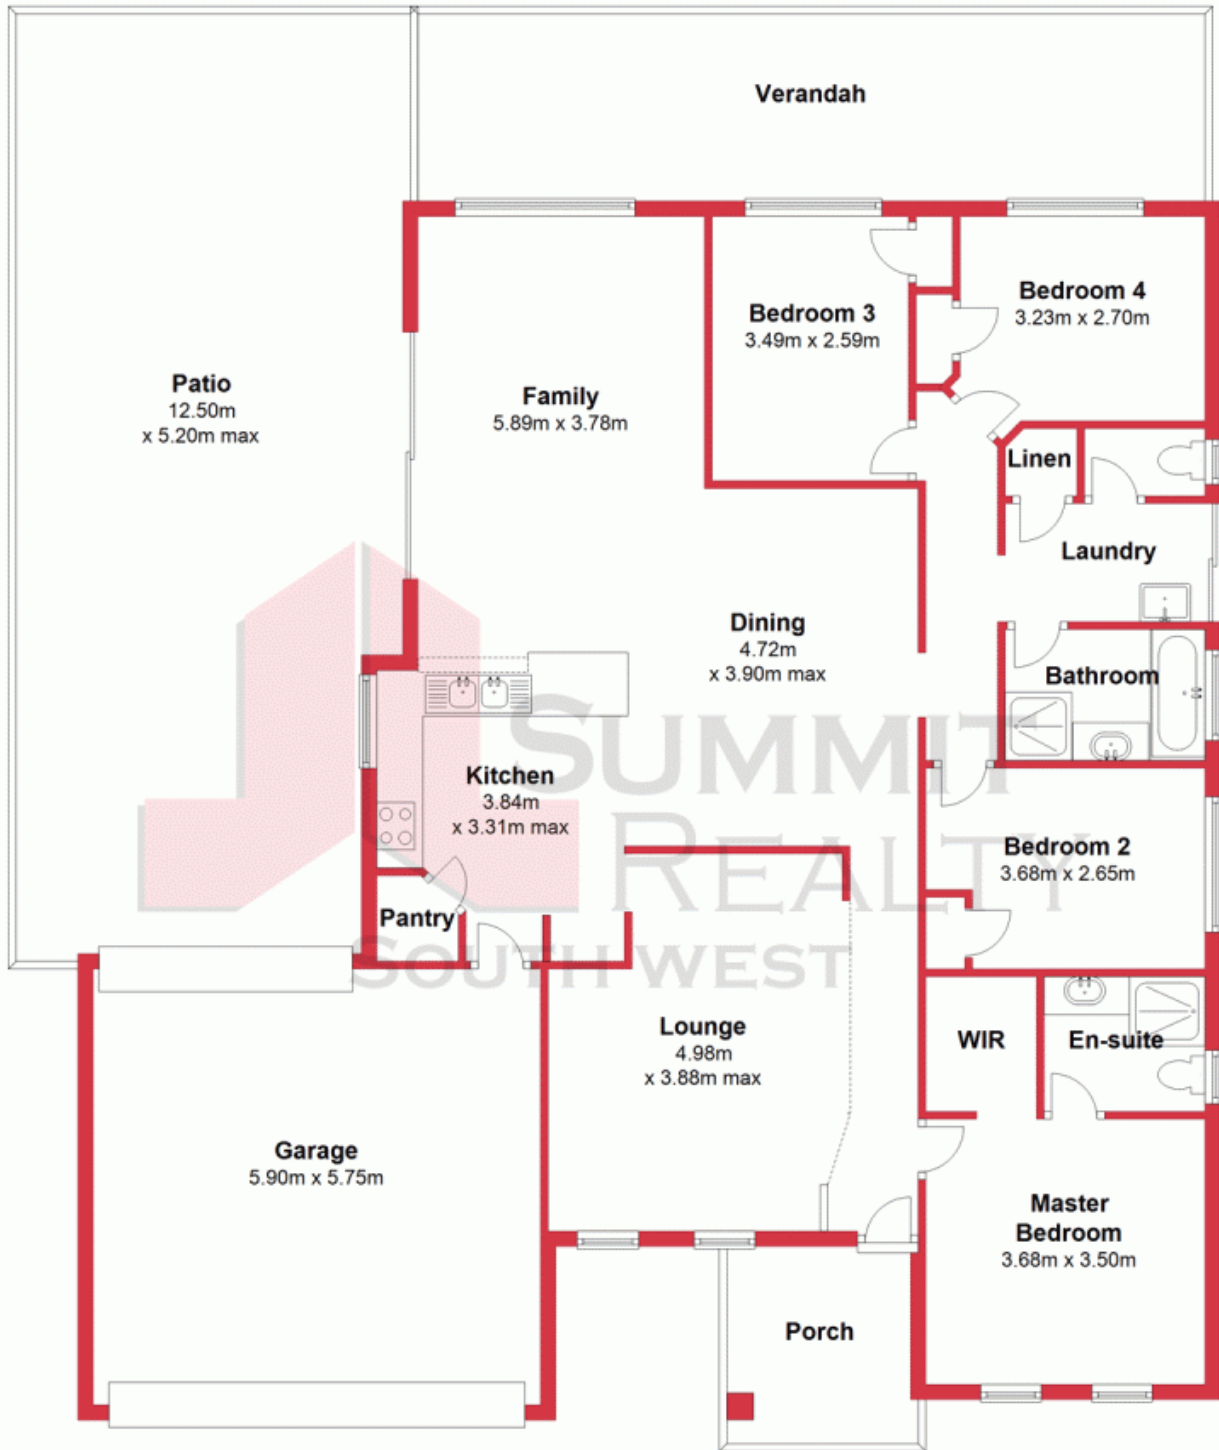 Verandah
Patio
12.50m
x 5.20m max
Family
5.89m x 3.78m
Bedroom 3
3.49m x 2.59m
Bedroom 4
3.23m x 2.70m
Linen
Laundry
Dining
4.72m
x 3.90m max
Bathroom
Kitchen
3.84m
x 3.31m max
Pantry
Bedroom 2
3.68m x 2.65m
SUMMIT
REALTY
SOUTH WEST
Lounge
4.98m
x 3.88m max
WIR
En-suite
Garage
5.90m x 5.75m
Master
Bedroom
3.68m x 3.50m
Porch